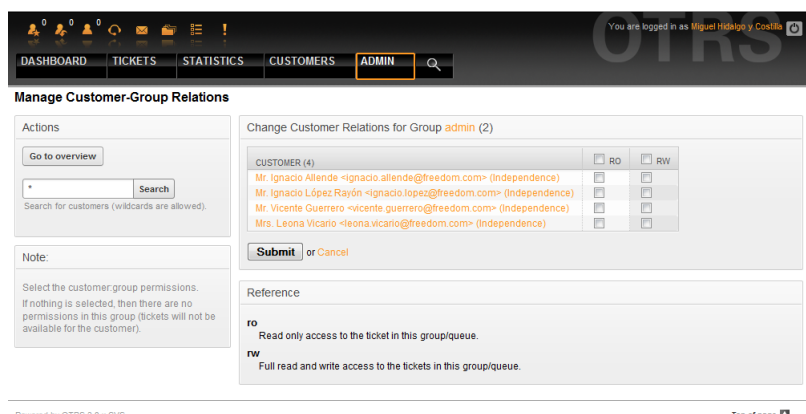 0 0 0
OTRS
You are logged in as Miguel Hidalgo y Costilla
DASHBOARD TICKETS STATISTICS CUSTOMERS ADMIN
Manage Customer-Group Relations
Actions
Go to overview
* Search
Search for customers (wildcards are allowed).
Note:
Select the customer:group permissions.
If nothing is selected, then there are no
permissions in this group (tickets will not be
available for the customer).
Change Customer Relations for Group admin (2)
CUSTOMER (4) RO RW
Mr. Ignacio Allende <ignacio.allende@freedom.com> (Independence)
Mr. Ignacio López Rayón <ignacio.lopez@freedom.com> (Independence)
Mr. Vicente Guerrero <vicente.guerrero@freedom.com> (Independence)
Mrs. Leona Vicario <leona.vicario@freedom.com> (Independence)
Submit or Cancel
Reference
ro
Read only access to the ticket in this group/queue.
rw
Full read and write access to the tickets in this group/queue.
Top of page